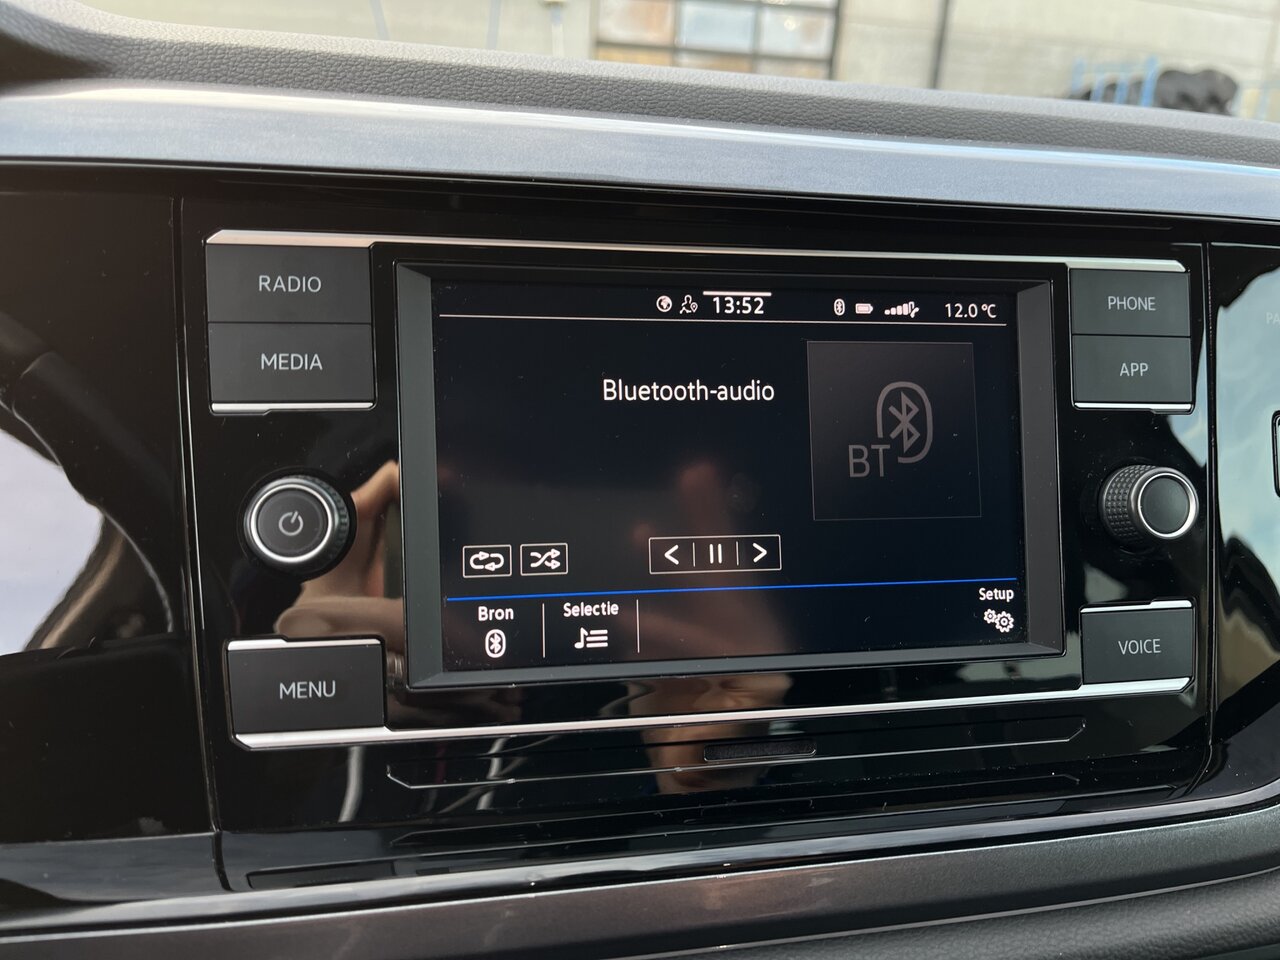 RADIO
MEDIA
MENU
13:52
12.0 °C
Bluetooth-audio
BT
Bron
Selectie
Setup
PHONE
APP
VOICE